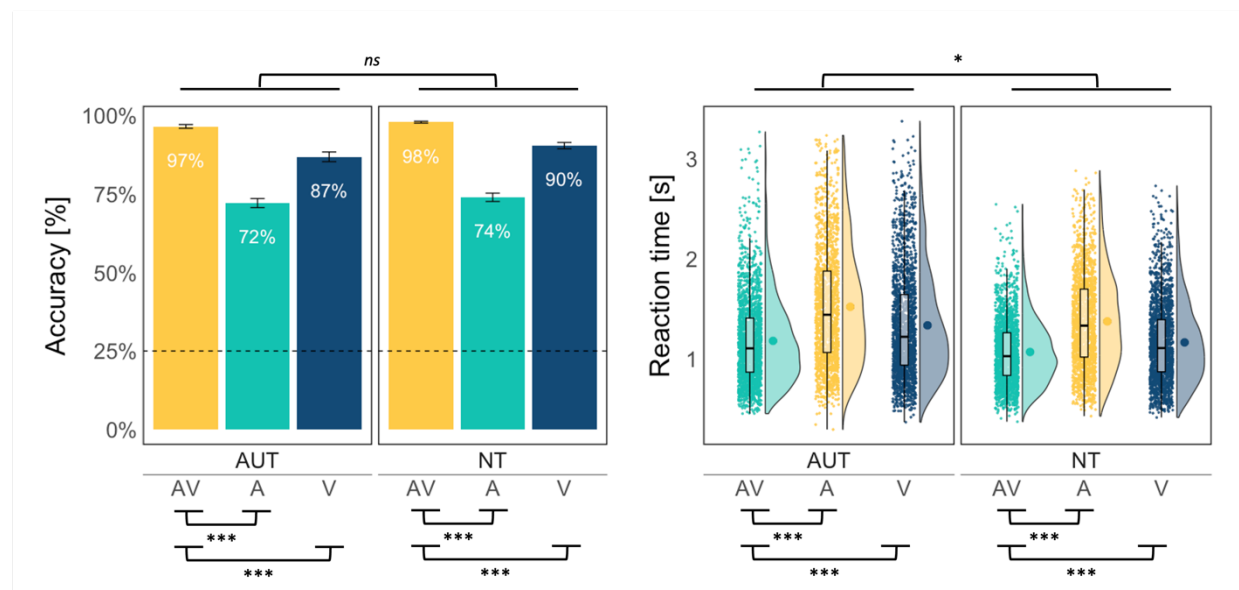 ns
Accuracy [%]
100%
75%
50%
25%
0%
97%
72%
87%
98%
74%
90%
AUT
NT
AV A V
AV A V
***
***
***
***
*
Reaction time [s]
3
2
1
AUT
NT
AV A V
AV A V
***
***
***
***